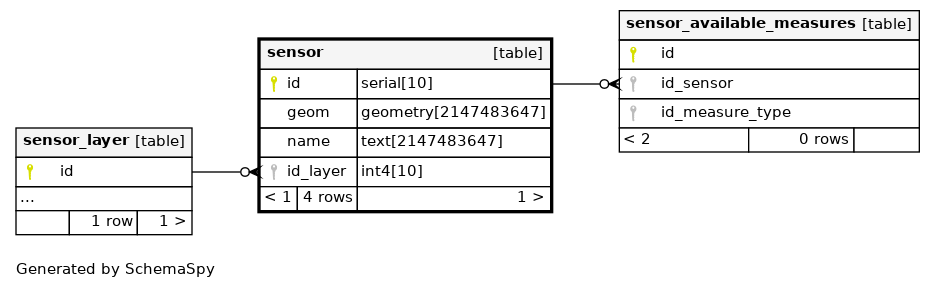 sensor_layer [table]
id
...
1 row 1 >
sensor [table]
id serial[10]
geom geometry[2147483647]
name text[2147483647]
id_layer int4[10]
< 1 4 rows 1 >
sensor_available_measures [table]
id
id_sensor
id_measure_type
< 2 0 rows
Generated by SchemaSpy